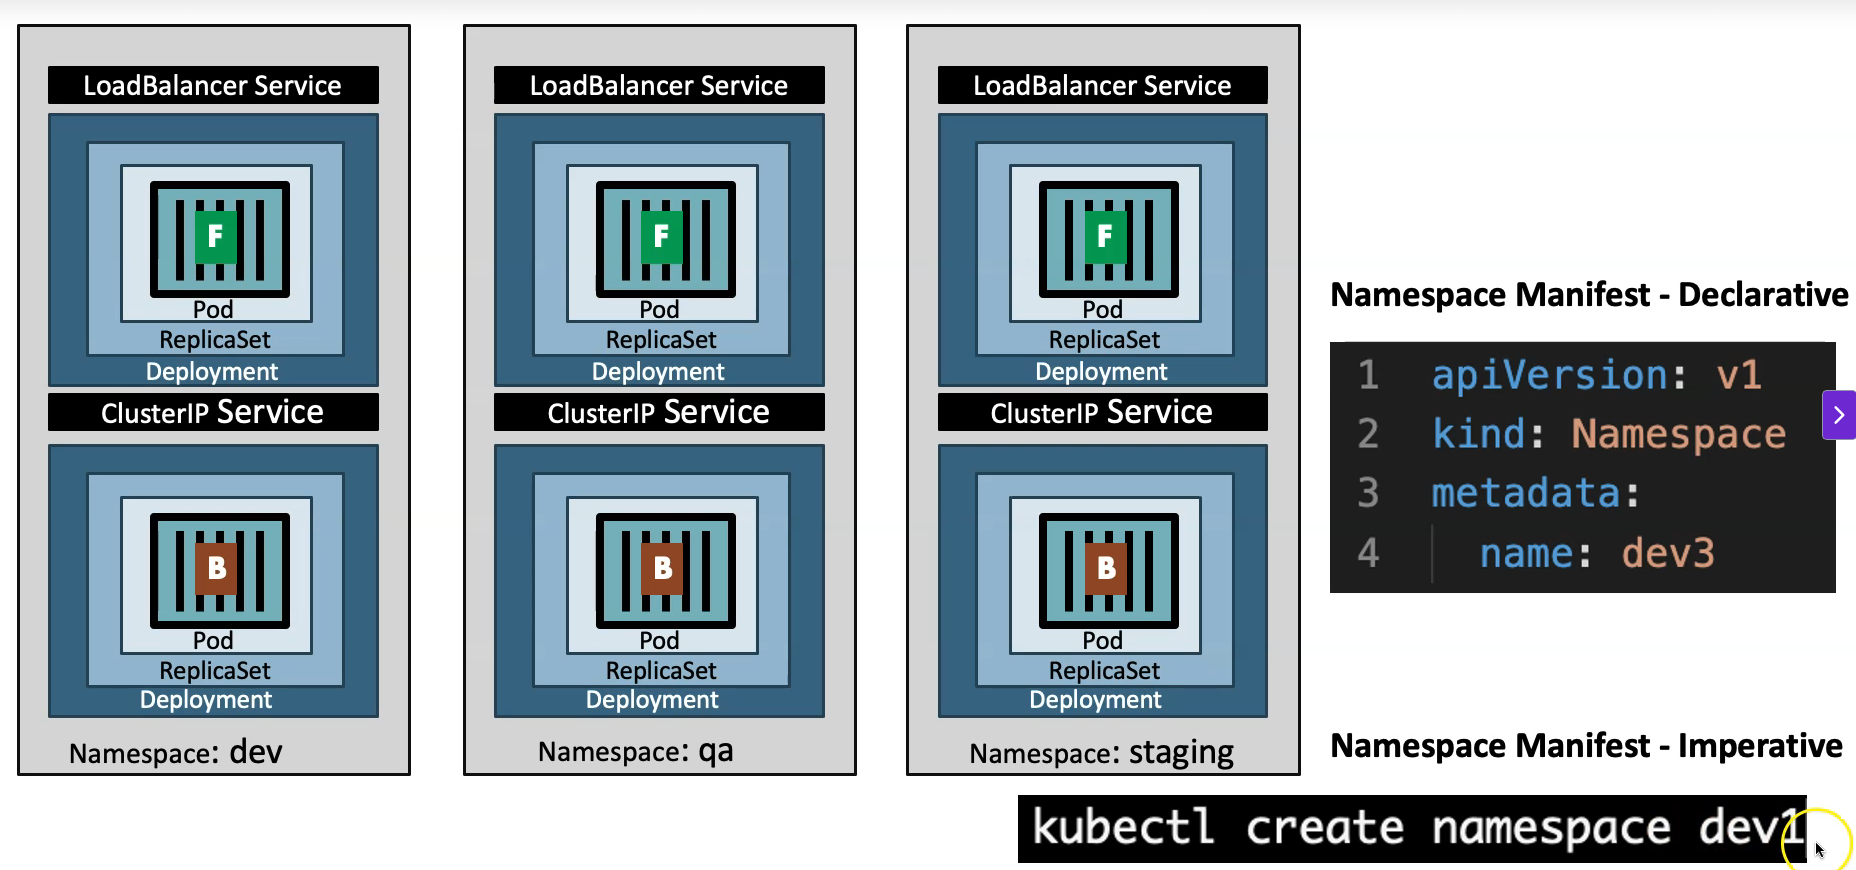 LoadBalancer Service
F
Pod
ReplicaSet
Deployment
ClusterIP Service
B
Pod
ReplicaSet
Deployment
Namespace: dev
LoadBalancer Service
F
Pod
ReplicaSet
Deployment
ClusterIP Service
B
Pod
ReplicaSet
Deployment
Namespace: qa
LoadBalancer Service
F
Pod
ReplicaSet
Deployment
ClusterIP Service
B
Pod
ReplicaSet
Deployment
Namespace: staging
Namespace Manifest - Declarative
1 apiVersion: v1
2 kind: Namespace
3 metadata:
4 name: dev3
Namespace Manifest - Imperative
kubectl create namespace dev1